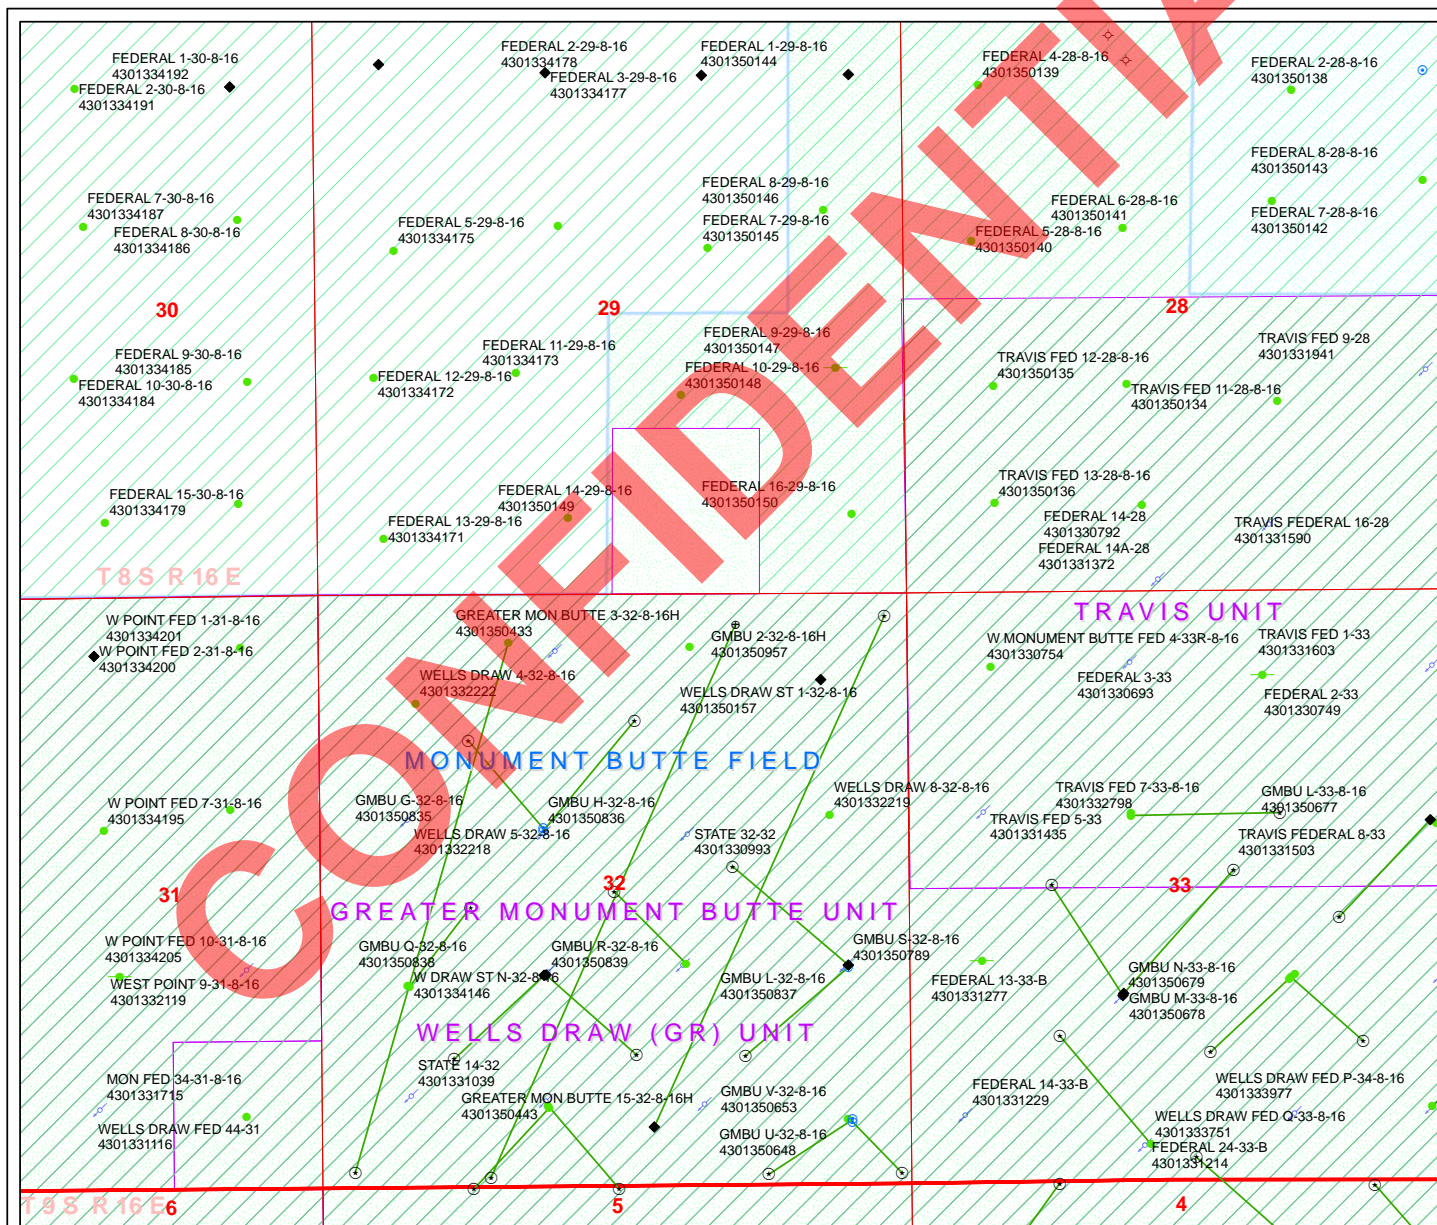 FEDERAL 1-30-8-16
4301334192
FEDERAL 2-30-8-16
4301334191
FEDERAL 2-29-8-16
4301334178
FEDERAL 3-29-8-16
4301334177
FEDERAL 1-29-8-16
4301350144
FEDERAL 4-28-8-16
4301350139
FEDERAL 2-28-8-16
4301350138
FEDERAL 7-30-8-16
4301334187
FEDERAL 8-30-8-16
4301334186
FEDERAL 5-29-8-16
4301334175
FEDERAL 8-29-8-16
4301350146
FEDERAL 7-29-8-16
4301350145
FEDERAL 6-28-8-16
4301350141
FEDERAL 5-28-8-16
4301350140
FEDERAL 8-28-8-16
4301350143
FEDERAL 7-28-8-16
4301350142
30
29
28
FEDERAL 9-30-8-16
4301334185
FEDERAL 10-30-8-16
4301334184
FEDERAL 11-29-8-16
4301334173
FEDERAL 12-29-8-16
4301334172
FEDERAL 9-29-8-16
4301350147
FEDERAL 10-29-8-16
4301350148
TRAVIS FED 12-28-8-16
4301350135
TRAVIS FED 11-28-8-16
4301350134
TRAVIS FED 9-28
4301331941
FEDERAL 15-30-8-16
4301334179
FEDERAL 14-29-8-16
4301350149
FEDERAL 13-29-8-16
4301334171
FEDERAL 16-29-8-16
4301350150
TRAVIS FED 13-28-8-16
4301350136
FEDERAL 14-28
4301330792
FEDERAL 14A-28
4301331372
TRAVIS FEDERAL 16-28
4301331590
T 8 S R 16 E
W POINT FED 1-31-8-16
4301334201
W POINT FED 2-31-8-16
4301334200
GREATER MON BUTTE 3-32-8-16H
4301350433
GMBU 2-32-8-16H
4301350957
TRAVIS UNIT
W MONUMENT BUTTE FED 4-33R-8-16
4301330754
FEDERAL 3-33
4301330693
TRAVIS FED 1-33
4301331603
FEDERAL 2-33
4301330749
WELLS DRAW 4-32-8-16
4301332222
WELLS DRAW ST 1-32-8-16
4301350157
MONUMENT BUTTE FIELD
W POINT FED 7-31-8-16
4301334195
GMBU G-32-8-16
4301350835
GMBU H-32-8-16
4301350836
WELLS DRAW 5-32-8-16
4301332218
STATE 32-32
4301330993
WELLS DRAW 8-32-8-16
4301332219
TRAVIS FED 7-33-8-16
4301332798
TRAVIS FED 5-33
4301331435
GMBU L-33-8-16
4301350677
TRAVIS FEDERAL 8-33
4301331503
31
32
33
GREATER MONUMENT BUTTE UNIT
W POINT FED 10-31-8-16
4301334205
WEST POINT 9-31-8-16
4301332119
GMBU Q-32-8-16
4301350838
W DRAW ST N-32-8-16
4301334146
GMBU R-32-8-16
4301350839
GMBU L-32-8-16
4301350837
GMBU S-32-8-16
4301350789
FEDERAL 13-33-B
4301331277
GMBU N-33-8-16
4301350679
GMBU M-33-8-16
4301350678
WELLS DRAW (GR) UNIT
MON FED 34-31-8-16
4301331715
WELLS DRAW FED 44-31
4301331116
STATE 14-32
4301331039
GREATER MON BUTTE 15-32-8-16H
4301350443
GMBU V-32-8-16
4301350653
GMBU U-32-8-16
4301350648
FEDERAL 14-33-B
4301331229
WELLS DRAW FED P-34-8-16
4301333977
WELLS DRAW FED Q-33-8-16
4301333751
FEDERAL 24-33-B
4301331214
T 9 S R 16 E
6
5
4
CONFIDENTIA